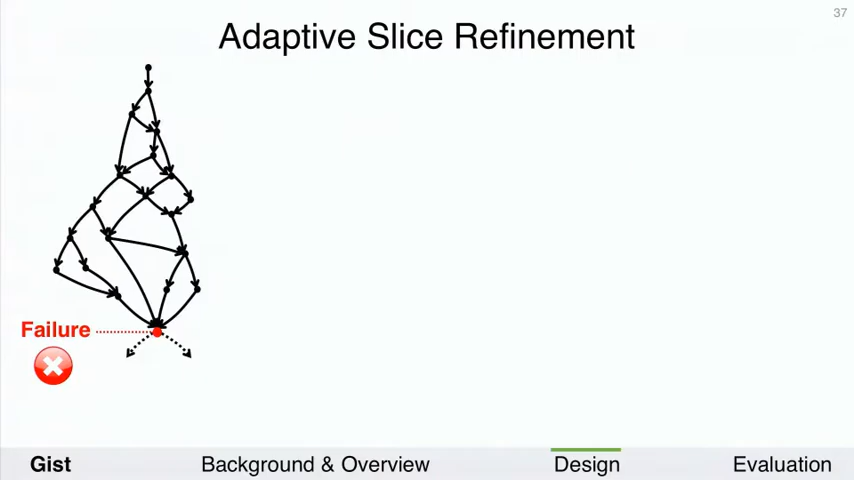 37
Adaptive Slice Refinement
Failure
Gist Background & Overview Design Evaluation